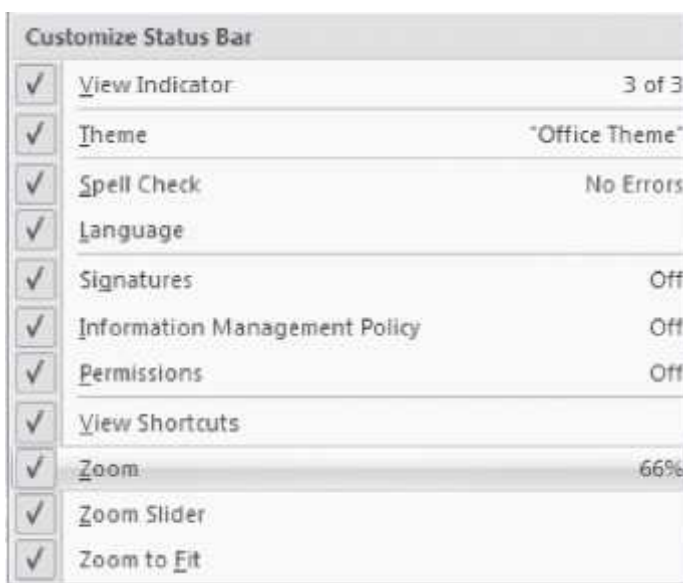 Customize Status Bar
View Indicator 3 of 3
Theme "Office Theme"
Spell Check No Errors
Language
Signatures Off
Information Management Policy Off
Permissions Off
View Shortcuts
Zoom 66%
Zoom Slider
Zoom to Fit